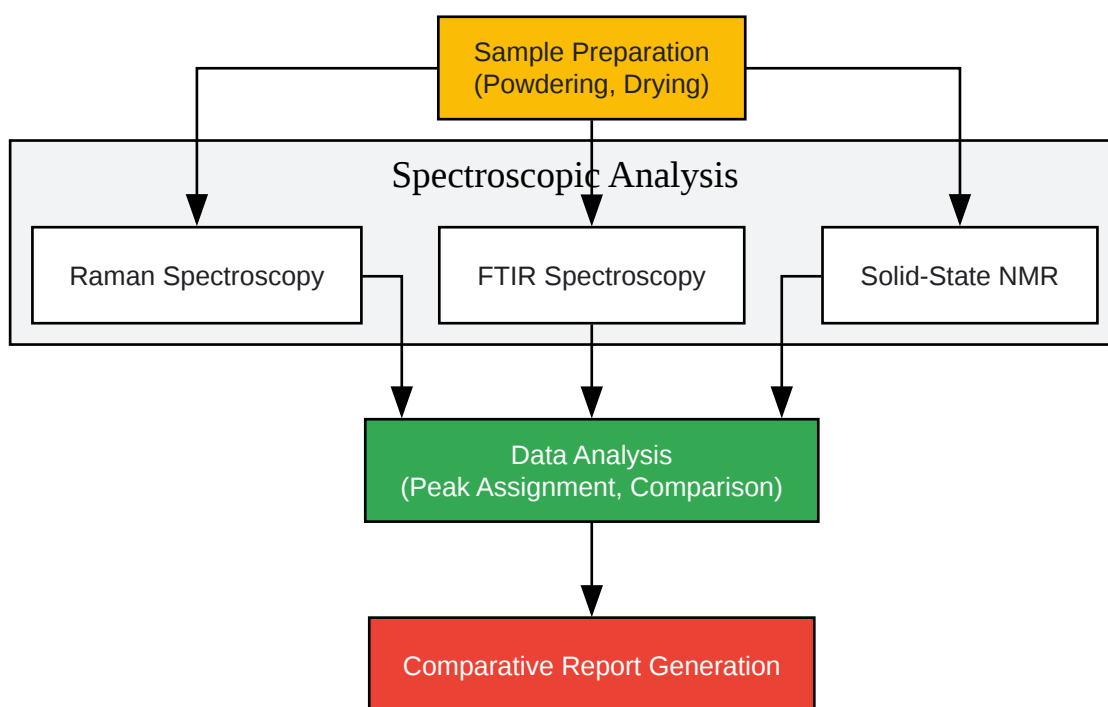 Sample Preparation
(Powdering, Drying)
Spectroscopic Analysis
Raman Spectroscopy
FTIR Spectroscopy
Solid-State NMR
Data Analysis
(Peak Assignment, Comparison)
Comparative Report Generation